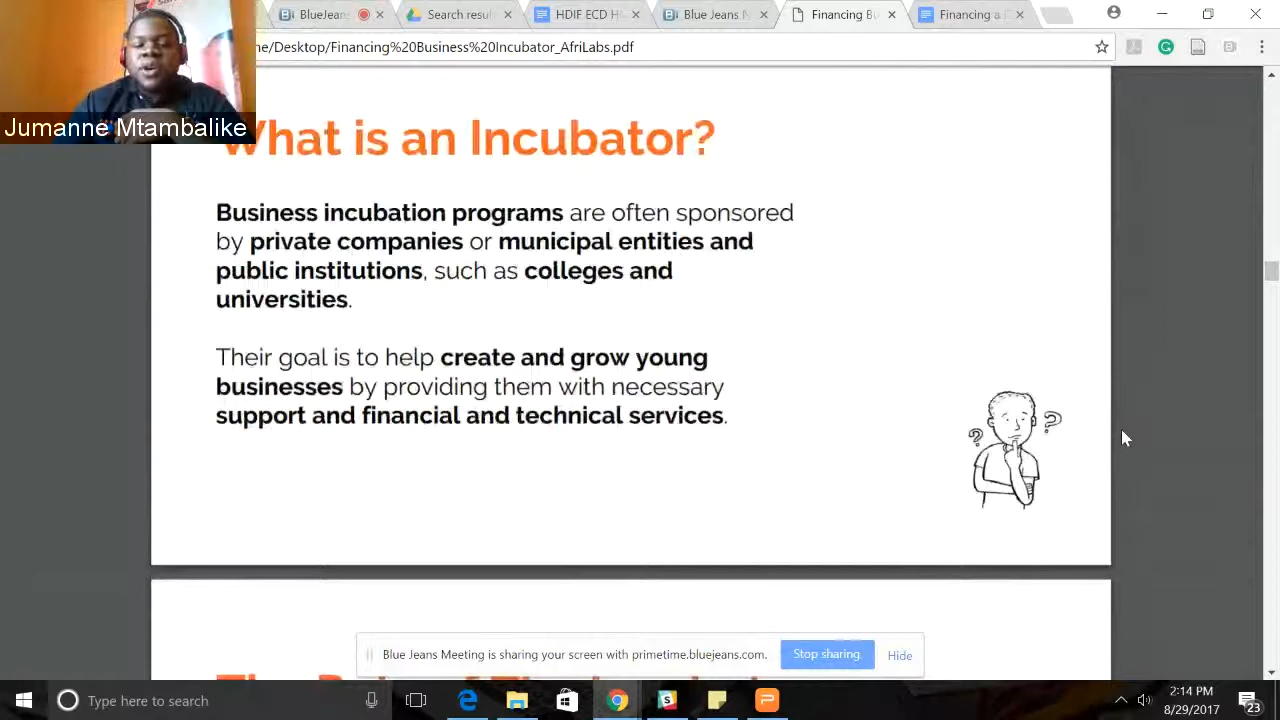 BlueJeans
Search resul
HDIF ECD H
BlueJeans N
Financing B
Financing a
me/Desktop/Financing%20Business%20Incubator_AfriLabs.pdf
Jumanne Mtambalike
What is an Incubator?
Business incubation programs are often sponsored
by private companies or municipal entities and
public institutions, such as colleges and
universities.
Their goal is to help create and grow young
businesses by providing them with necessary
support and financial and technical services.
?
?
Blue Jeans Meeting is sharing your screen with primetime.bluejeans.com.
Stop sharing.
Hide
Type here to search
2:14 PM
8/29/2017
23